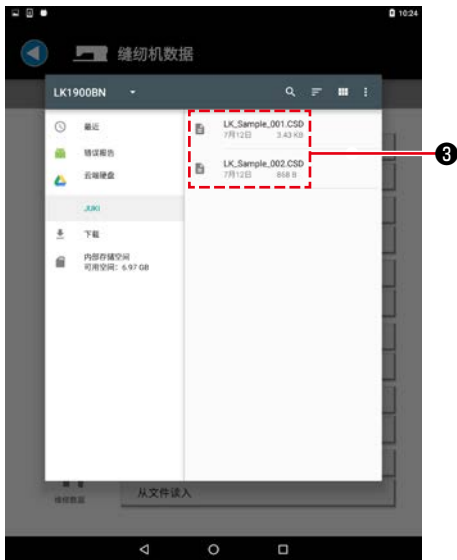 10:24
缝纫机数据
LK1900BN
最近
错误报告
云端硬盘
JUKI
下载
内部存储空间
可用空间：6.97 GB
LK_Sample_001.CSD
7月12日 3.43 KB
LK_Sample_002.CSD
7月12日 868 B
❸
从文件读入